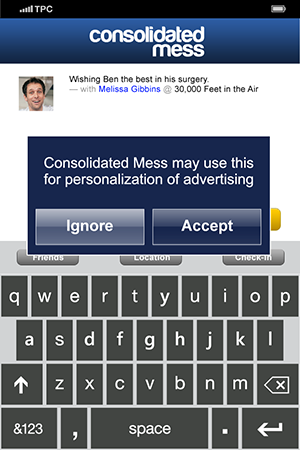 TPC
consolidated
mess
Wishing Ben the best in his surgery.
— with Melissa Gibbins @ 30,000 Feet in the Air
Consolidated Mess may use this
for personalization of advertising
Ignore Accept
Friends Location Check-in
q w e r t y u i o p
a s d f g h j k l
z x c v b n m
&123 , space .